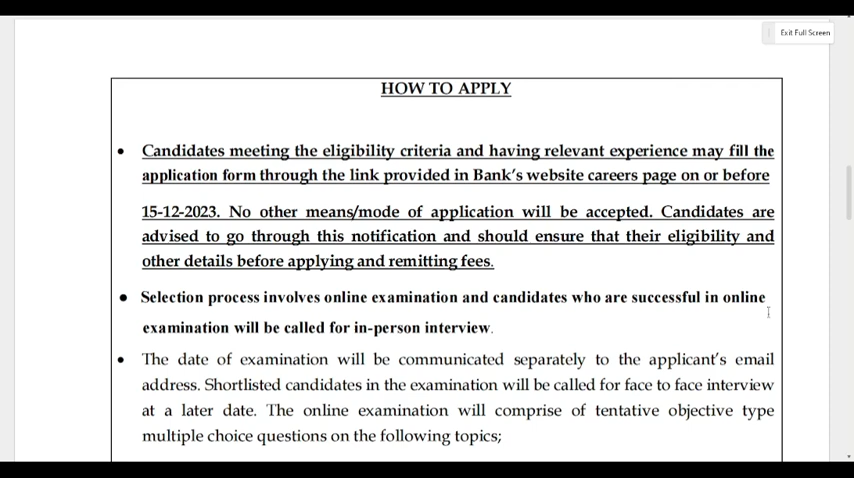 Exit Full Screen
HOW TO APPLY
• Candidates meeting the eligibility criteria and having relevant experience may fill the
application form through the link provided in Bank's website careers page on or before
15-12-2023. No other means/mode of application will be accepted. Candidates are
advised to go through this notification and should ensure that their eligibility and
other details before applying and remitting fees.
• Selection process involves online examination and candidates who are successful in online
examination will be called for in-person interview.
• The date of examination will be communicated separately to the applicant's email
address. Shortlisted candidates in the examination will be called for face to face interview
at a later date. The online examination will comprise of tentative objective type
multiple choice questions on the following topics;